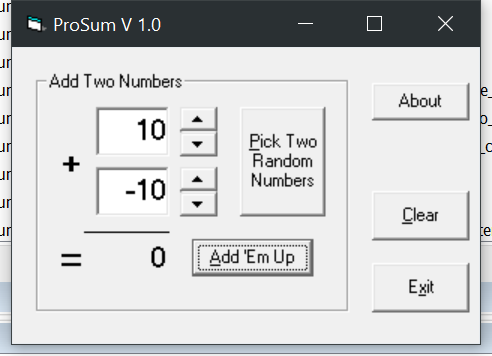 ProSum V 1.0
Add Two Numbers
10
+
-10
= 0
Pick Two
Random
Numbers
Add 'Em Up
About
Clear
Exit